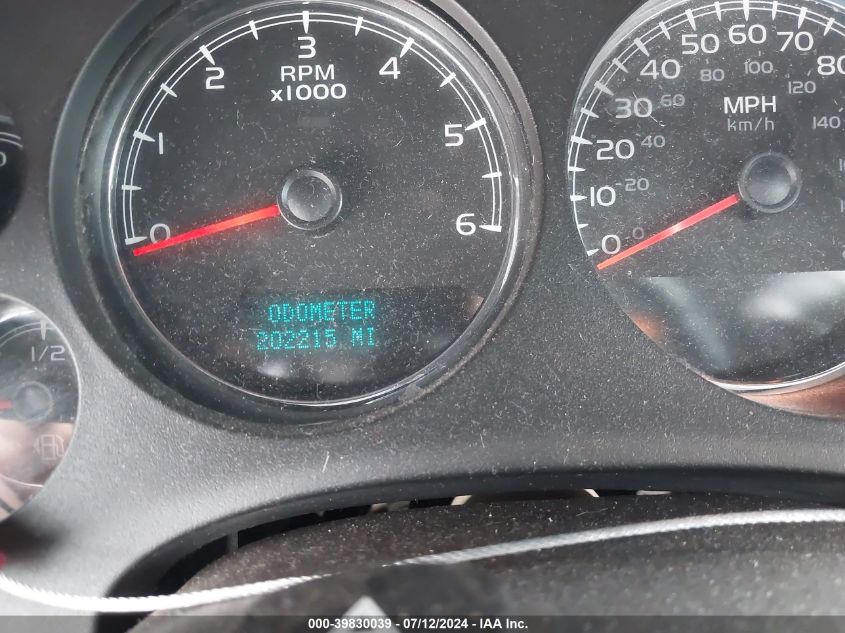 0 1 2 3 4 5 6
RPM
x1000
ODOMETER
202215 MI
0 10 20 30 40 50 60 70 80
0 20 40 60 80 100 120 140
MPH
km/h
1/2
000-39830039 - 07/12/2024 - IAA Inc.